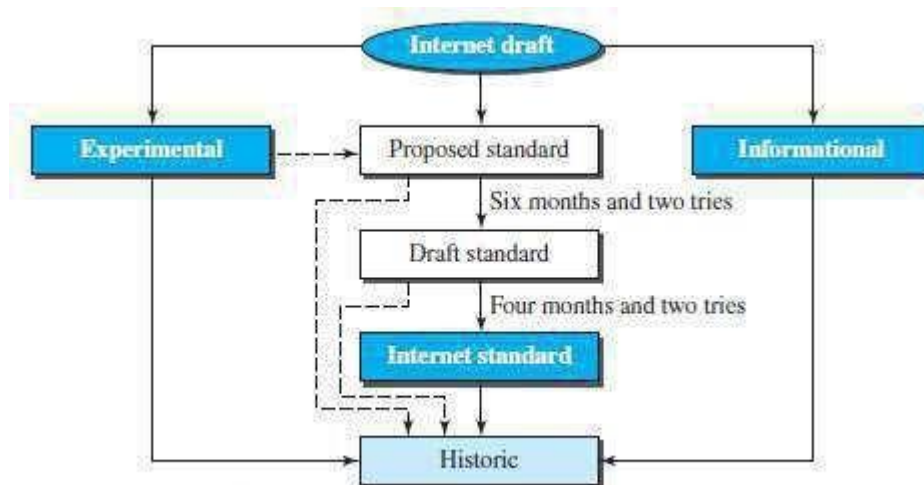 Internet draft
Experimental
Proposed standard
Informational
Six months and two tries
Draft standard
Four months and two tries
Internet standard
Historic